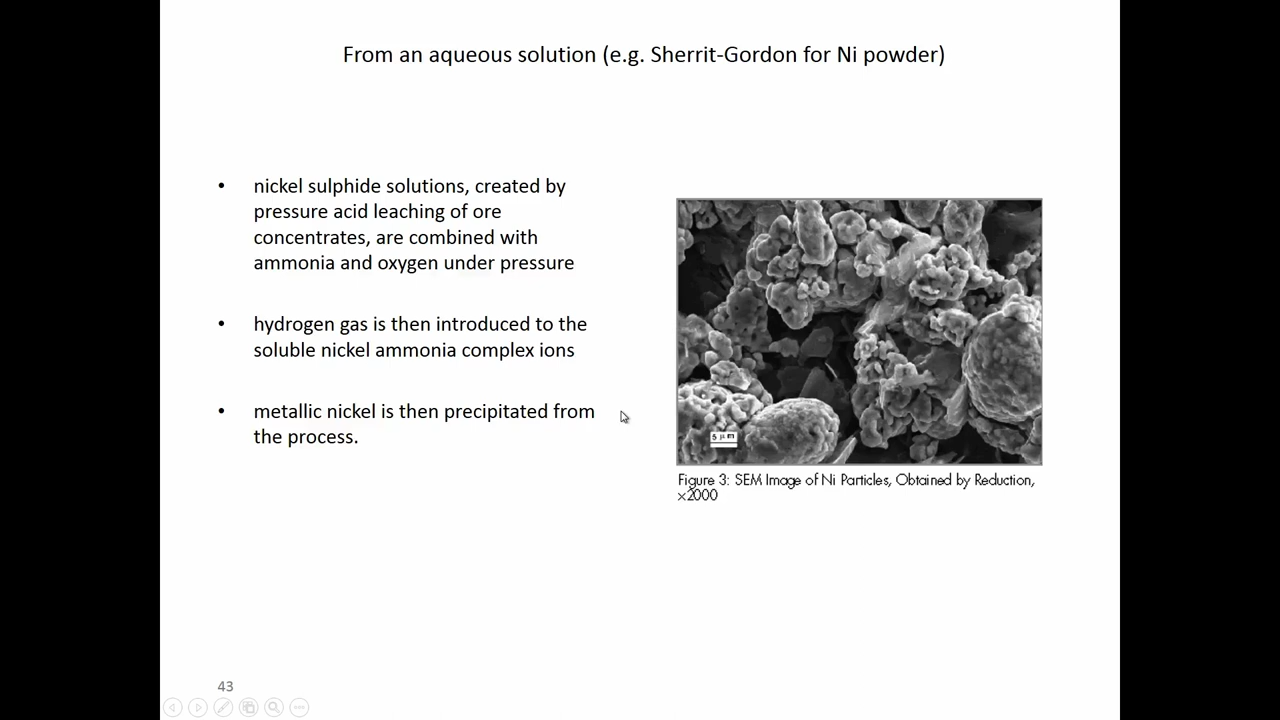 From an aqueous solution (e.g. Sherrit-Gordon for Ni powder)
• nickel sulphide solutions, created by
pressure acid leaching of ore
concentrates, are combined with
ammonia and oxygen under pressure
• hydrogen gas is then introduced to the
soluble nickel ammonia complex ions
• metallic nickel is then precipitated from
the process.
5 µm
Figure 3: SEM Image of Ni Particles, Obtained by Reduction,
×2000
43